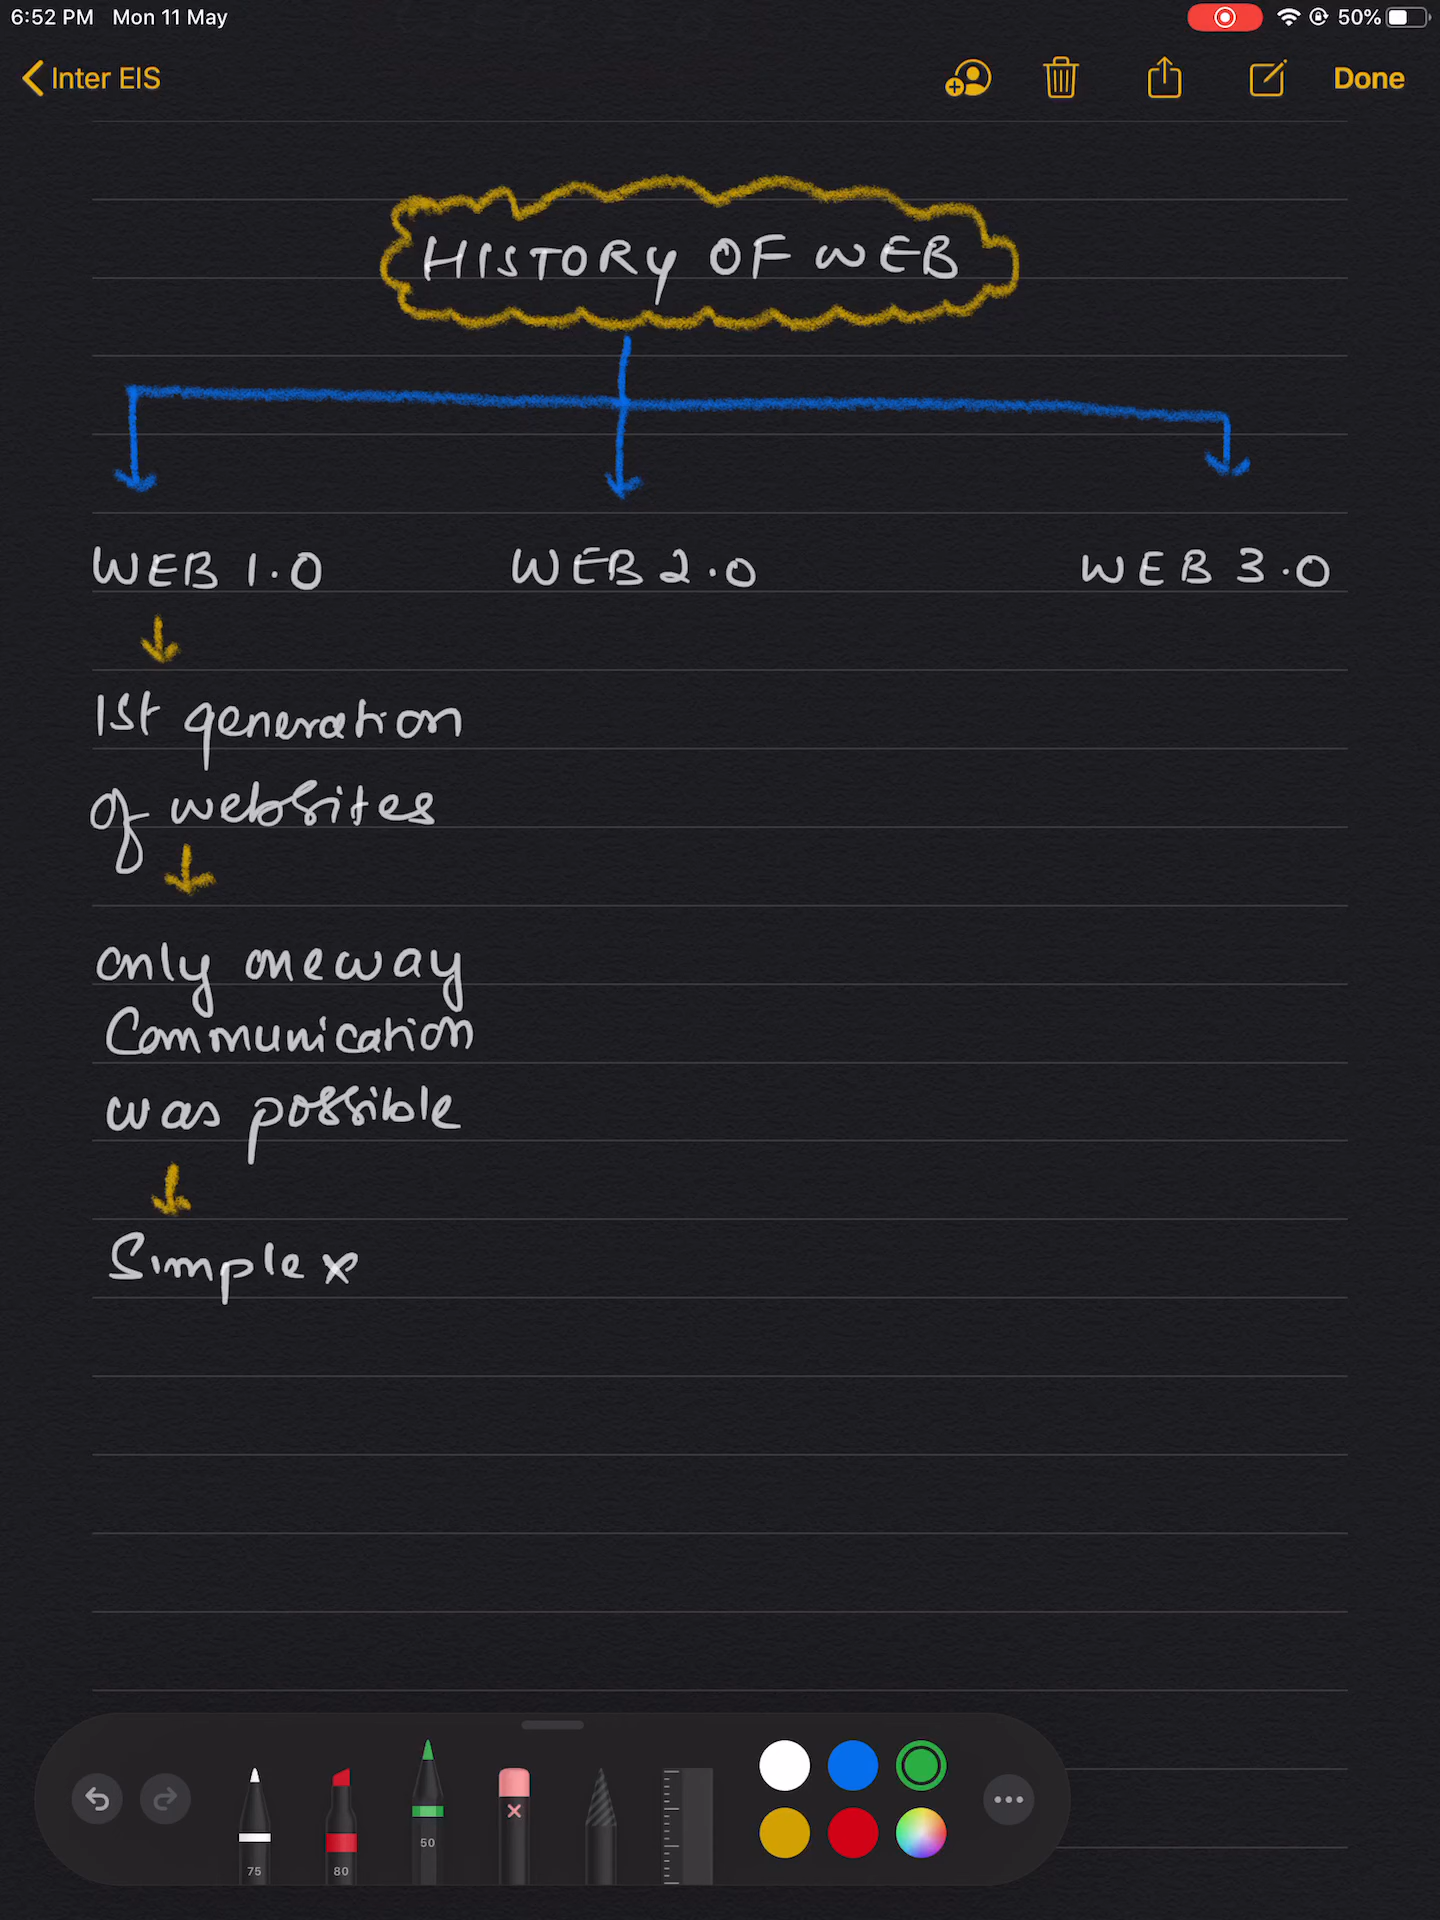 6:52 PM Mon 11 May 50%
Inter EIS Done
HISTORY OF WEB
WEB 1.0 WEB 2.0 WEB 3.0
1st generation
of websites
only oneway
Communication
was possible
Simplex
75 80 50